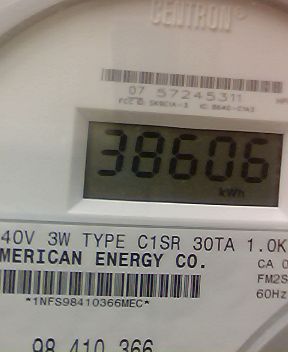 CENTRON®
07 57245311
38606
kWh
40V 3W TYPE C1SR 30TA 1.0K
MERICAN ENERGY CO.
CA 0
FM2S
60Hz
*1NFS98410366MEC*
98 410 366